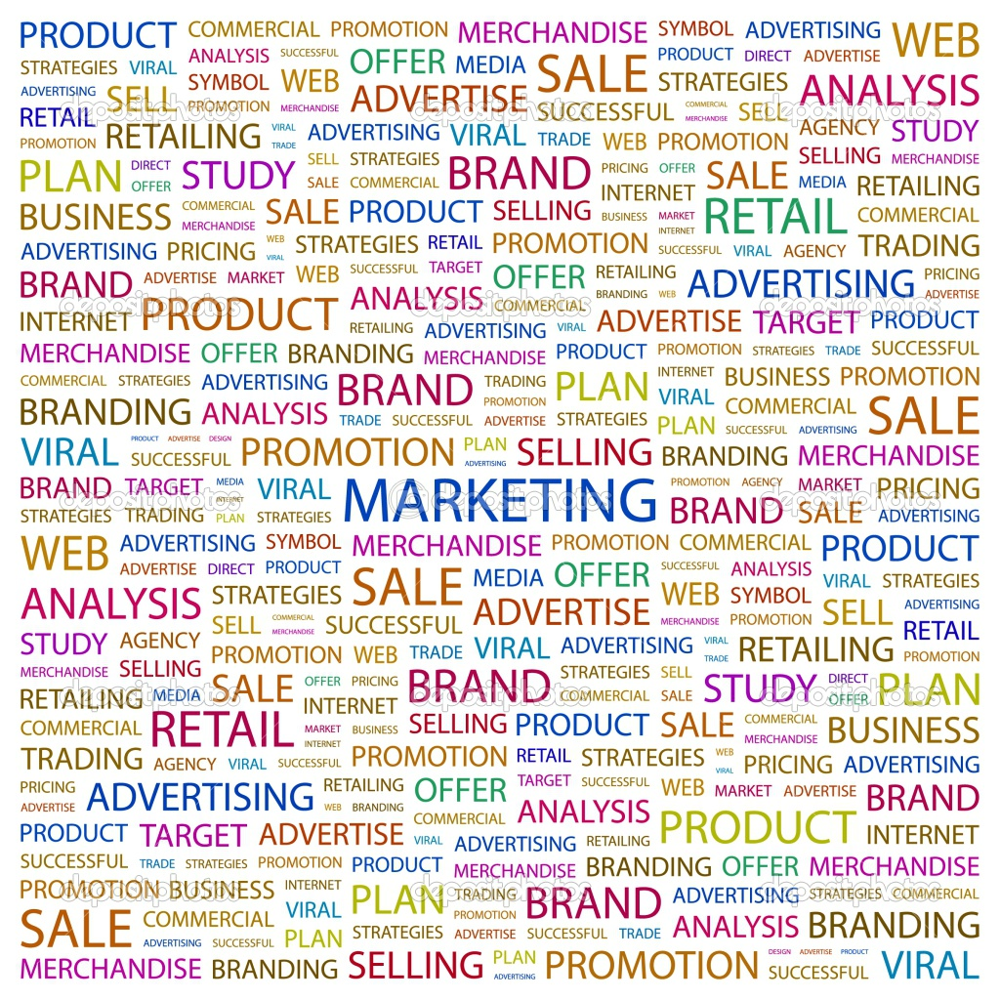 PRODUCT COMMERCIAL PROMOTION MERCHANDISE SYMBOL ADVERTISING WEB
STRATEGIES VIRAL ANALYSIS SUCCESSFUL OFFER MEDIA SALE PRODUCT DIRECT ADVERTISE
ADVERTISING SELL SYMBOL WEB ADVERTISE STRATEGIES ANALYSIS
RETAIL PROMOTION MERCHANDISE SUCCESSFUL COMMERCIAL MERCHANDISE SELL
PROMOTION RETAILING VIRAL TRADE ADVERTISING VIRAL TRADE WEB PROMOTION AGENCY STUDY
PLAN DIRECT OFFER STUDY SELL SALE STRATEGIES COMMERCIAL BRAND PRICING OFFER SALE SELLING MERCHANDISE
MEDIA RETAILING
BUSINESS COMMERCIAL MERCHANDISE SALE PRODUCT SELLING INTERNET BUSINESS MARKET INTERNET RETAIL COMMERCIAL
ADVERTISING PRICING WEB VIRAL STRATEGIES RETAIL PROMOTION SUCCESSFUL VIRAL AGENCY TRADING
BRAND ADVERTISE MARKET WEB SUCCESSFUL TARGET OFFER RETAILING BRANDING WEB ADVERTISING PRICING ADVERTISE
INTERNET PRODUCT ANALYSIS COMMERCIAL
RETAILING ADVERTISING VIRAL ADVERTISE TARGET PRODUCT
MERCHANDISE OFFER BRANDING MERCHANDISE PRODUCT PROMOTION STRATEGIES TRADE SUCCESSFUL
COMMERCIAL STRATEGIES ADVERTISING BRAND TRADING PROMOTION PLAN INTERNET BUSINESS PROMOTION
BRANDING ANALYSIS TRADE SUCCESSFUL ADVERTISE STRATEGIES VIRAL COMMERCIAL SALE
PLAN SUCCESSFUL ADVERTISING
VIRAL PRODUCT ADVERTISE DESIGN SUCCESSFUL PROMOTION PLAN ADVERTISING SELLING BRANDING MERCHANDISE
BRAND TARGET MEDIA INTERNET VIRAL MARKETING PROMOTION AGENCY MARKET PRICING
STRATEGIES TRADING PLAN STRATEGIES BRAND SALE ADVERTISING
WEB ADVERTISING SYMBOL MERCHANDISE PROMOTION COMMERCIAL PRODUCT
ADVERTISE DIRECT PRODUCT SALE MEDIA OFFER SUCCESSFUL ANALYSIS VIRAL STRATEGIES
ANALYSIS STRATEGIES ADVERTISE WEB SYMBOL SELL ADVERTISING
SELL COMMERCIAL MERCHANDISE SUCCESSFUL MERCHANDISE PROMOTION RETAIL
STUDY AGENCY PROMOTION WEB TRADE VIRAL ADVERTISING VIRAL TRADE RETAILING PROMOTION
MERCHANDISE SELLING SALE OFFER PRICING BRAND STRATEGIES SELL STUDY DIRECT OFFER PLAN
RETAILING MEDIA INTERNET COMMERCIAL SALE
COMMERCIAL RETAIL MARKET INTERNET BUSINESS SELLING PRODUCT SALE COMMERCIAL MERCHANDISE BUSINESS
TRADING AGENCY VIRAL SUCCESSFUL PROMOTION RETAIL STRATEGIES WEB VIRAL PRICING ADVERTISING
PRICING ADVERTISE ADVERTISING RETAILING WEB BRANDING OFFER TARGET SUCCESSFUL WEB MARKET ADVERTISE BRAND
COMMERCIAL ANALYSIS PRODUCT INTERNET
PRODUCT TARGET ADVERTISE VIRAL ADVERTISING RETAILING
SUCCESSFUL TRADE STRATEGIES PROMOTION PRODUCT MERCHANDISE BRANDING OFFER MERCHANDISE
PROMOTION BUSINESS INTERNET PLAN TRADING PROMOTION BRAND ADVERTISING STRATEGIES COMMERCIAL
SALE COMMERCIAL VIRAL STRATEGIES ADVERTISE SUCCESSFUL TRADE ANALYSIS BRANDING
ADVERTISING SUCCESSFUL PLAN
MERCHANDISE BRANDING SELLING PLAN ADVERTISING PROMOTION DESIGN ADVERTISE PRODUCT SUCCESSFUL VIRAL